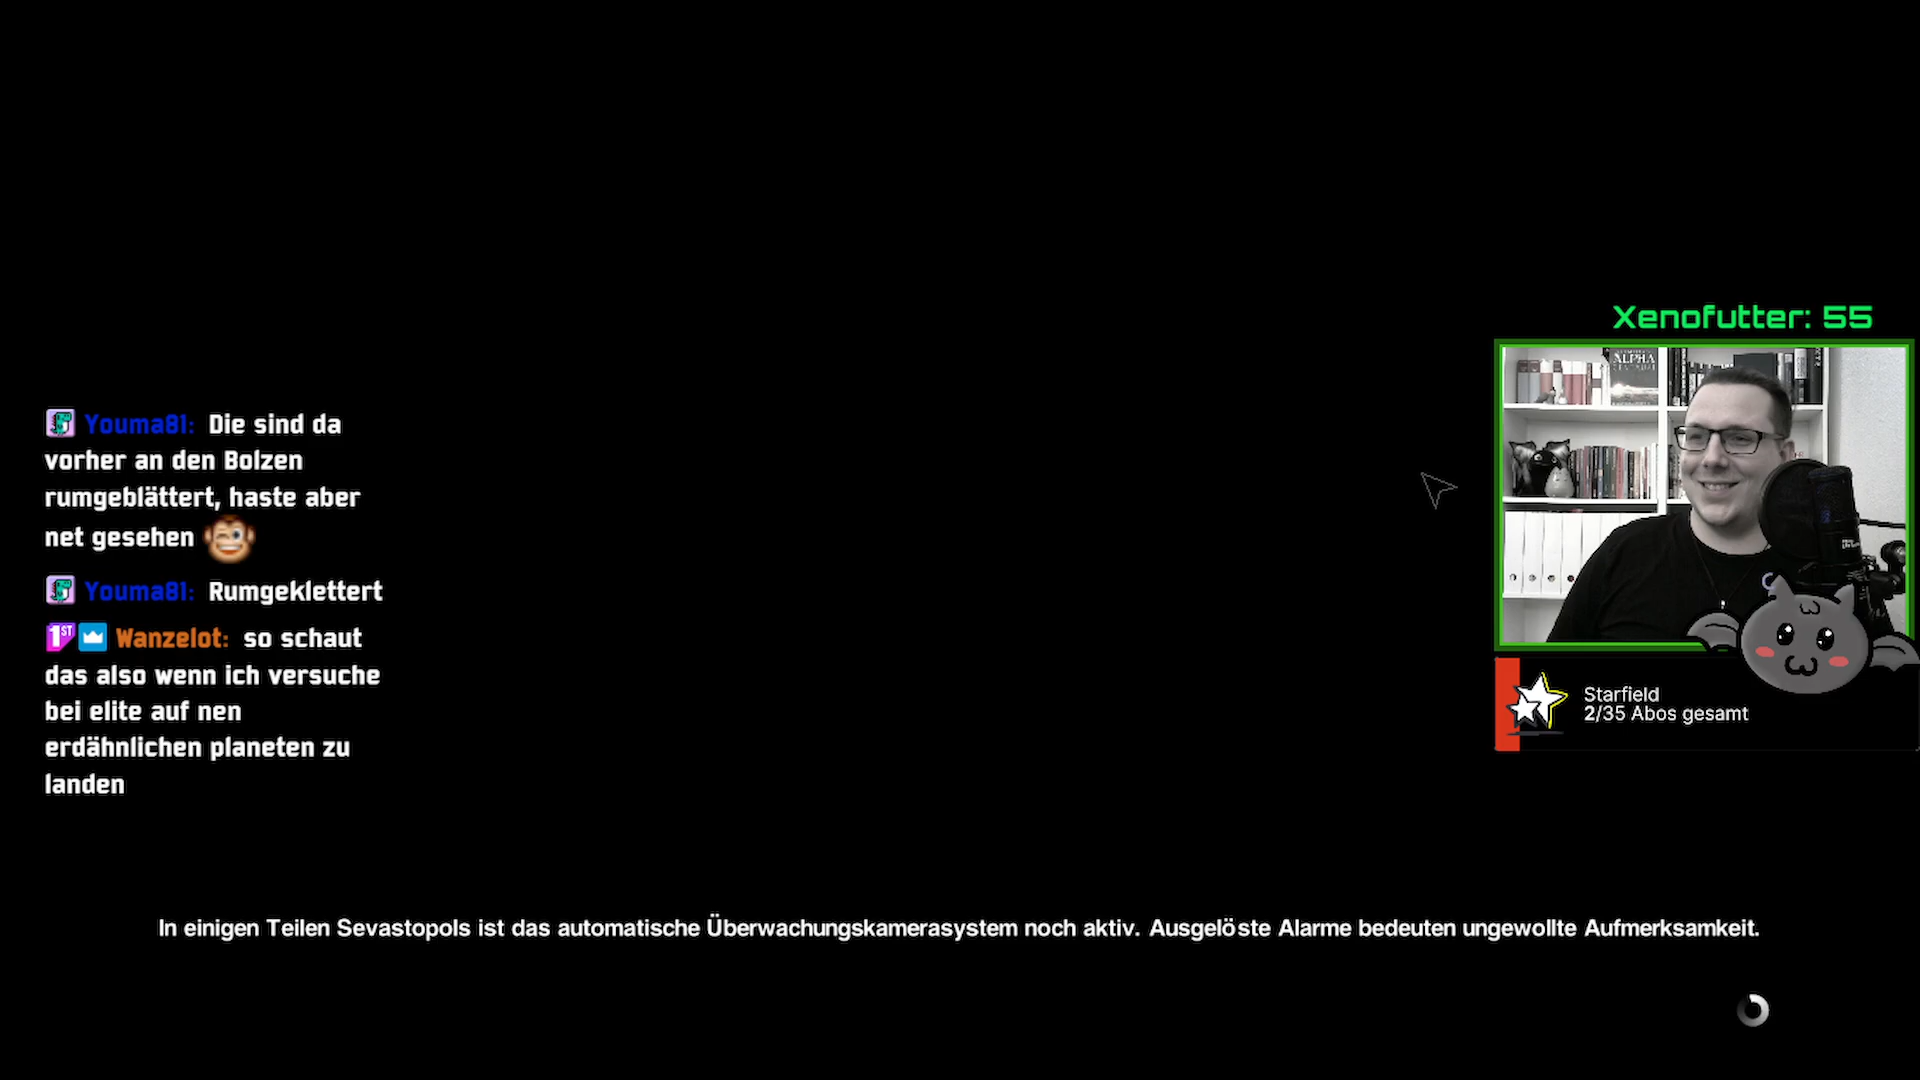 Xenofutter: 55
ALPHA
Youma81: Die sind da
vorher an den Bolzen
rumgeblättert, haste aber
net gesehen
Youma81: Rumgeklettert
1ST Wanzelot: so schaut
das also wenn ich versuche
bei elite auf nen
erdähnlichen planeten zu
landen
Starfield
2/35 Abos gesamt
In einigen Teilen Sevastopols ist das automatische Überwachungskamerasystem noch aktiv. Ausgelöste Alarme bedeuten ungewollte Aufmerksamkeit.